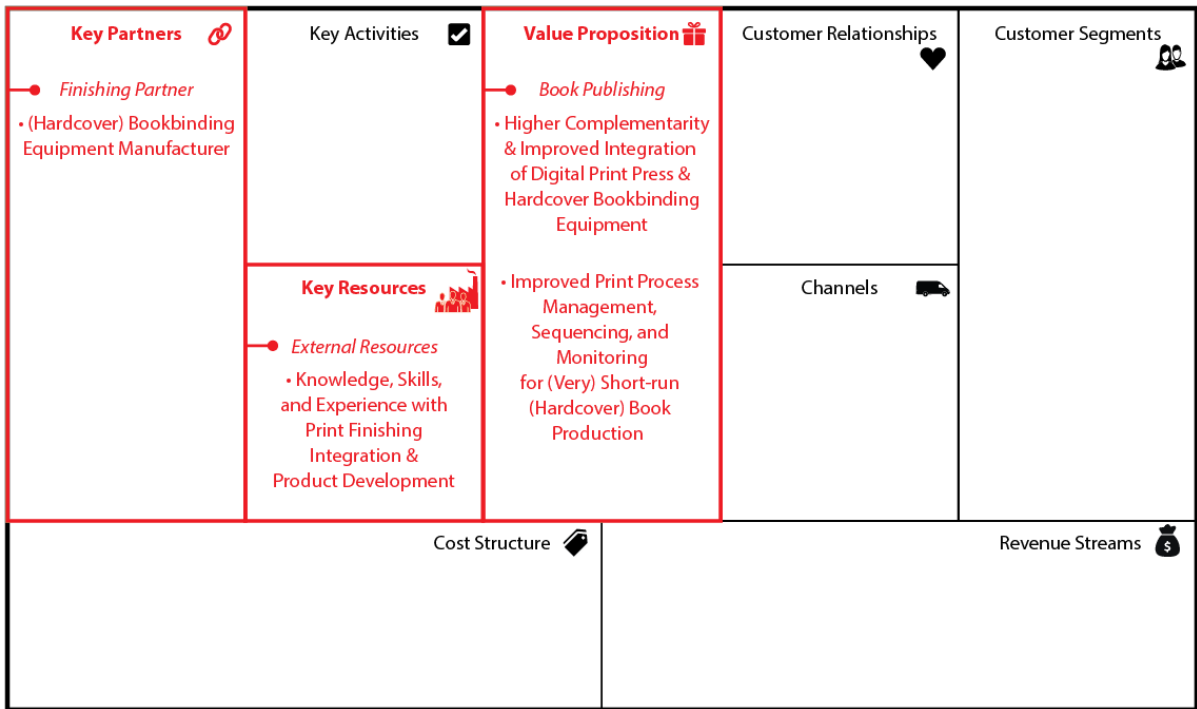 Key Partners
Finishing Partner
• (Hardcover) Bookbinding
Equipment Manufacturer
Key Activities
Key Resources
External Resources
• Knowledge, Skills,
and Experience with
Print Finishing
Integration &
Product Development
Value Proposition
Book Publishing
• Higher Complementarity
& Improved Integration
of Digital Print Press &
Hardcover Bookbinding
Equipment
• Improved Print Process
Management,
Sequencing, and
Monitoring
for (Very) Short-run
(Hardcover) Book
Production
Customer Relationships
Channels
Customer Segments
Cost Structure
Revenue Streams
$